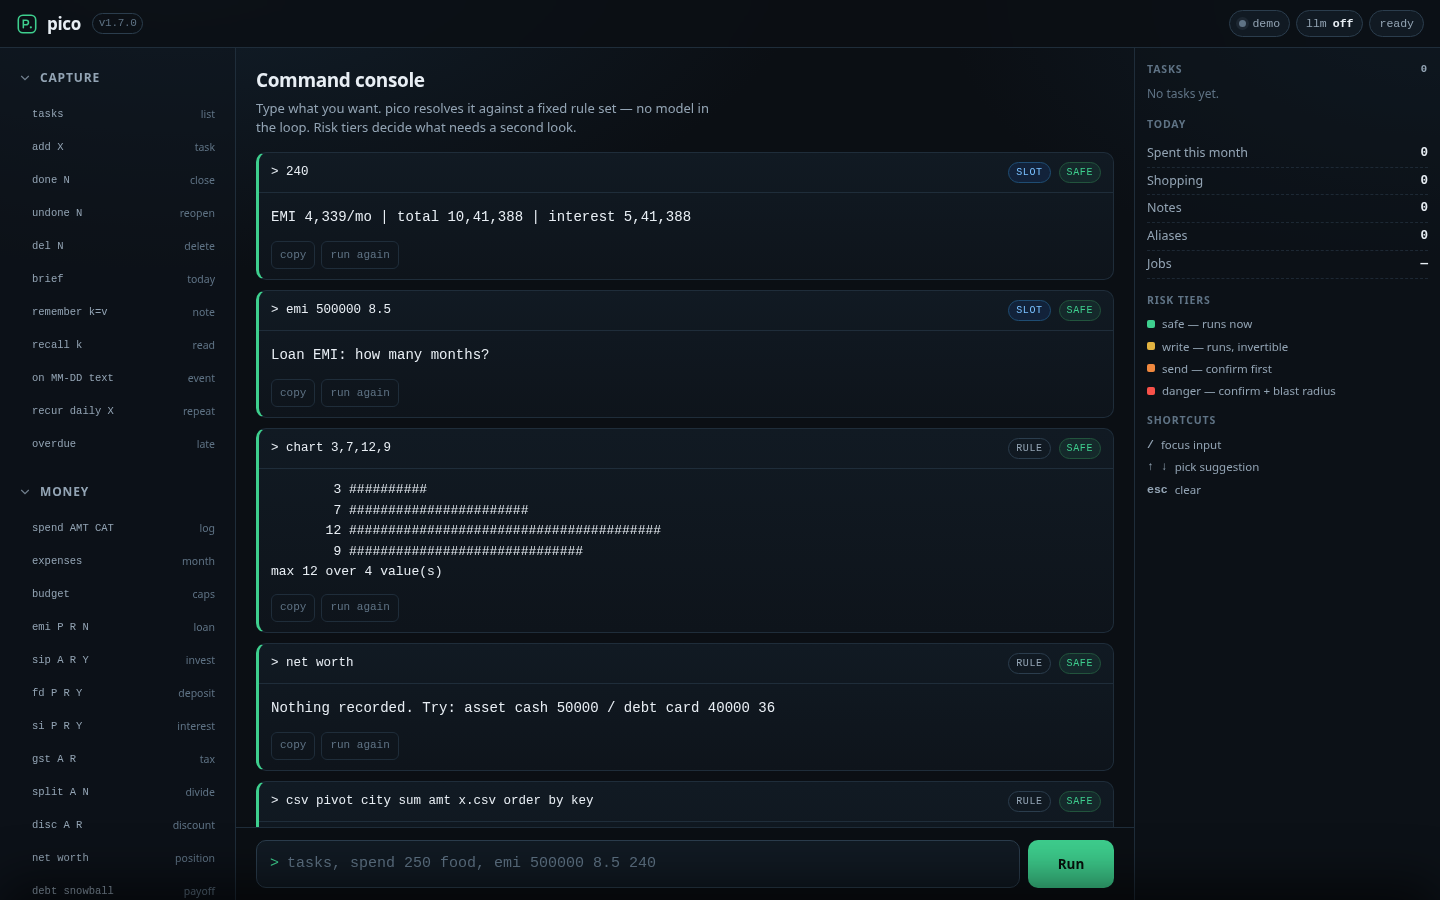 pico v1.7.0
demo
llm off
ready
CAPTURE
tasks list
add X task
done N close
undone N reopen
del N delete
brief today
remember k=v note
recall k read
on MM-DD text event
recur daily X repeat
overdue late
MONEY
spend AMT CAT log
expenses month
budget caps
emi P R N loan
sip A R Y invest
fd P R Y deposit
si P R Y interest
gst A R tax
split A N divide
disc A R discount
net worth position
debt snowball payoff
Command console
Type what you want. pico resolves it against a fixed rule set — no model in
the loop. Risk tiers decide what needs a second look.
> 240 SLOT SAFE
EMI 4,339/mo | total 10,41,388 | interest 5,41,388
copy run again
> emi 500000 8.5 SLOT SAFE
Loan EMI: how many months?
copy run again
> chart 3,7,12,9 RULE SAFE
3 ##########
7 #######################
12 ########################################
9 ##############################
max 12 over 4 value(s)
copy run again
> net worth RULE SAFE
Nothing recorded. Try: asset cash 50000 / debt card 40000 36
copy run again
> csv pivot city sum amt x.csv order by key RULE SAFE
> tasks, spend 250 food, emi 500000 8.5 240
Run
TASKS 0
No tasks yet.
TODAY
Spent this month 0
Shopping 0
Notes 0
Aliases 0
Jobs —
RISK TIERS
safe — runs now
write — runs, invertible
send — confirm first
danger — confirm + blast radius
SHORTCUTS
/ focus input
↑ ↓ pick suggestion
esc clear